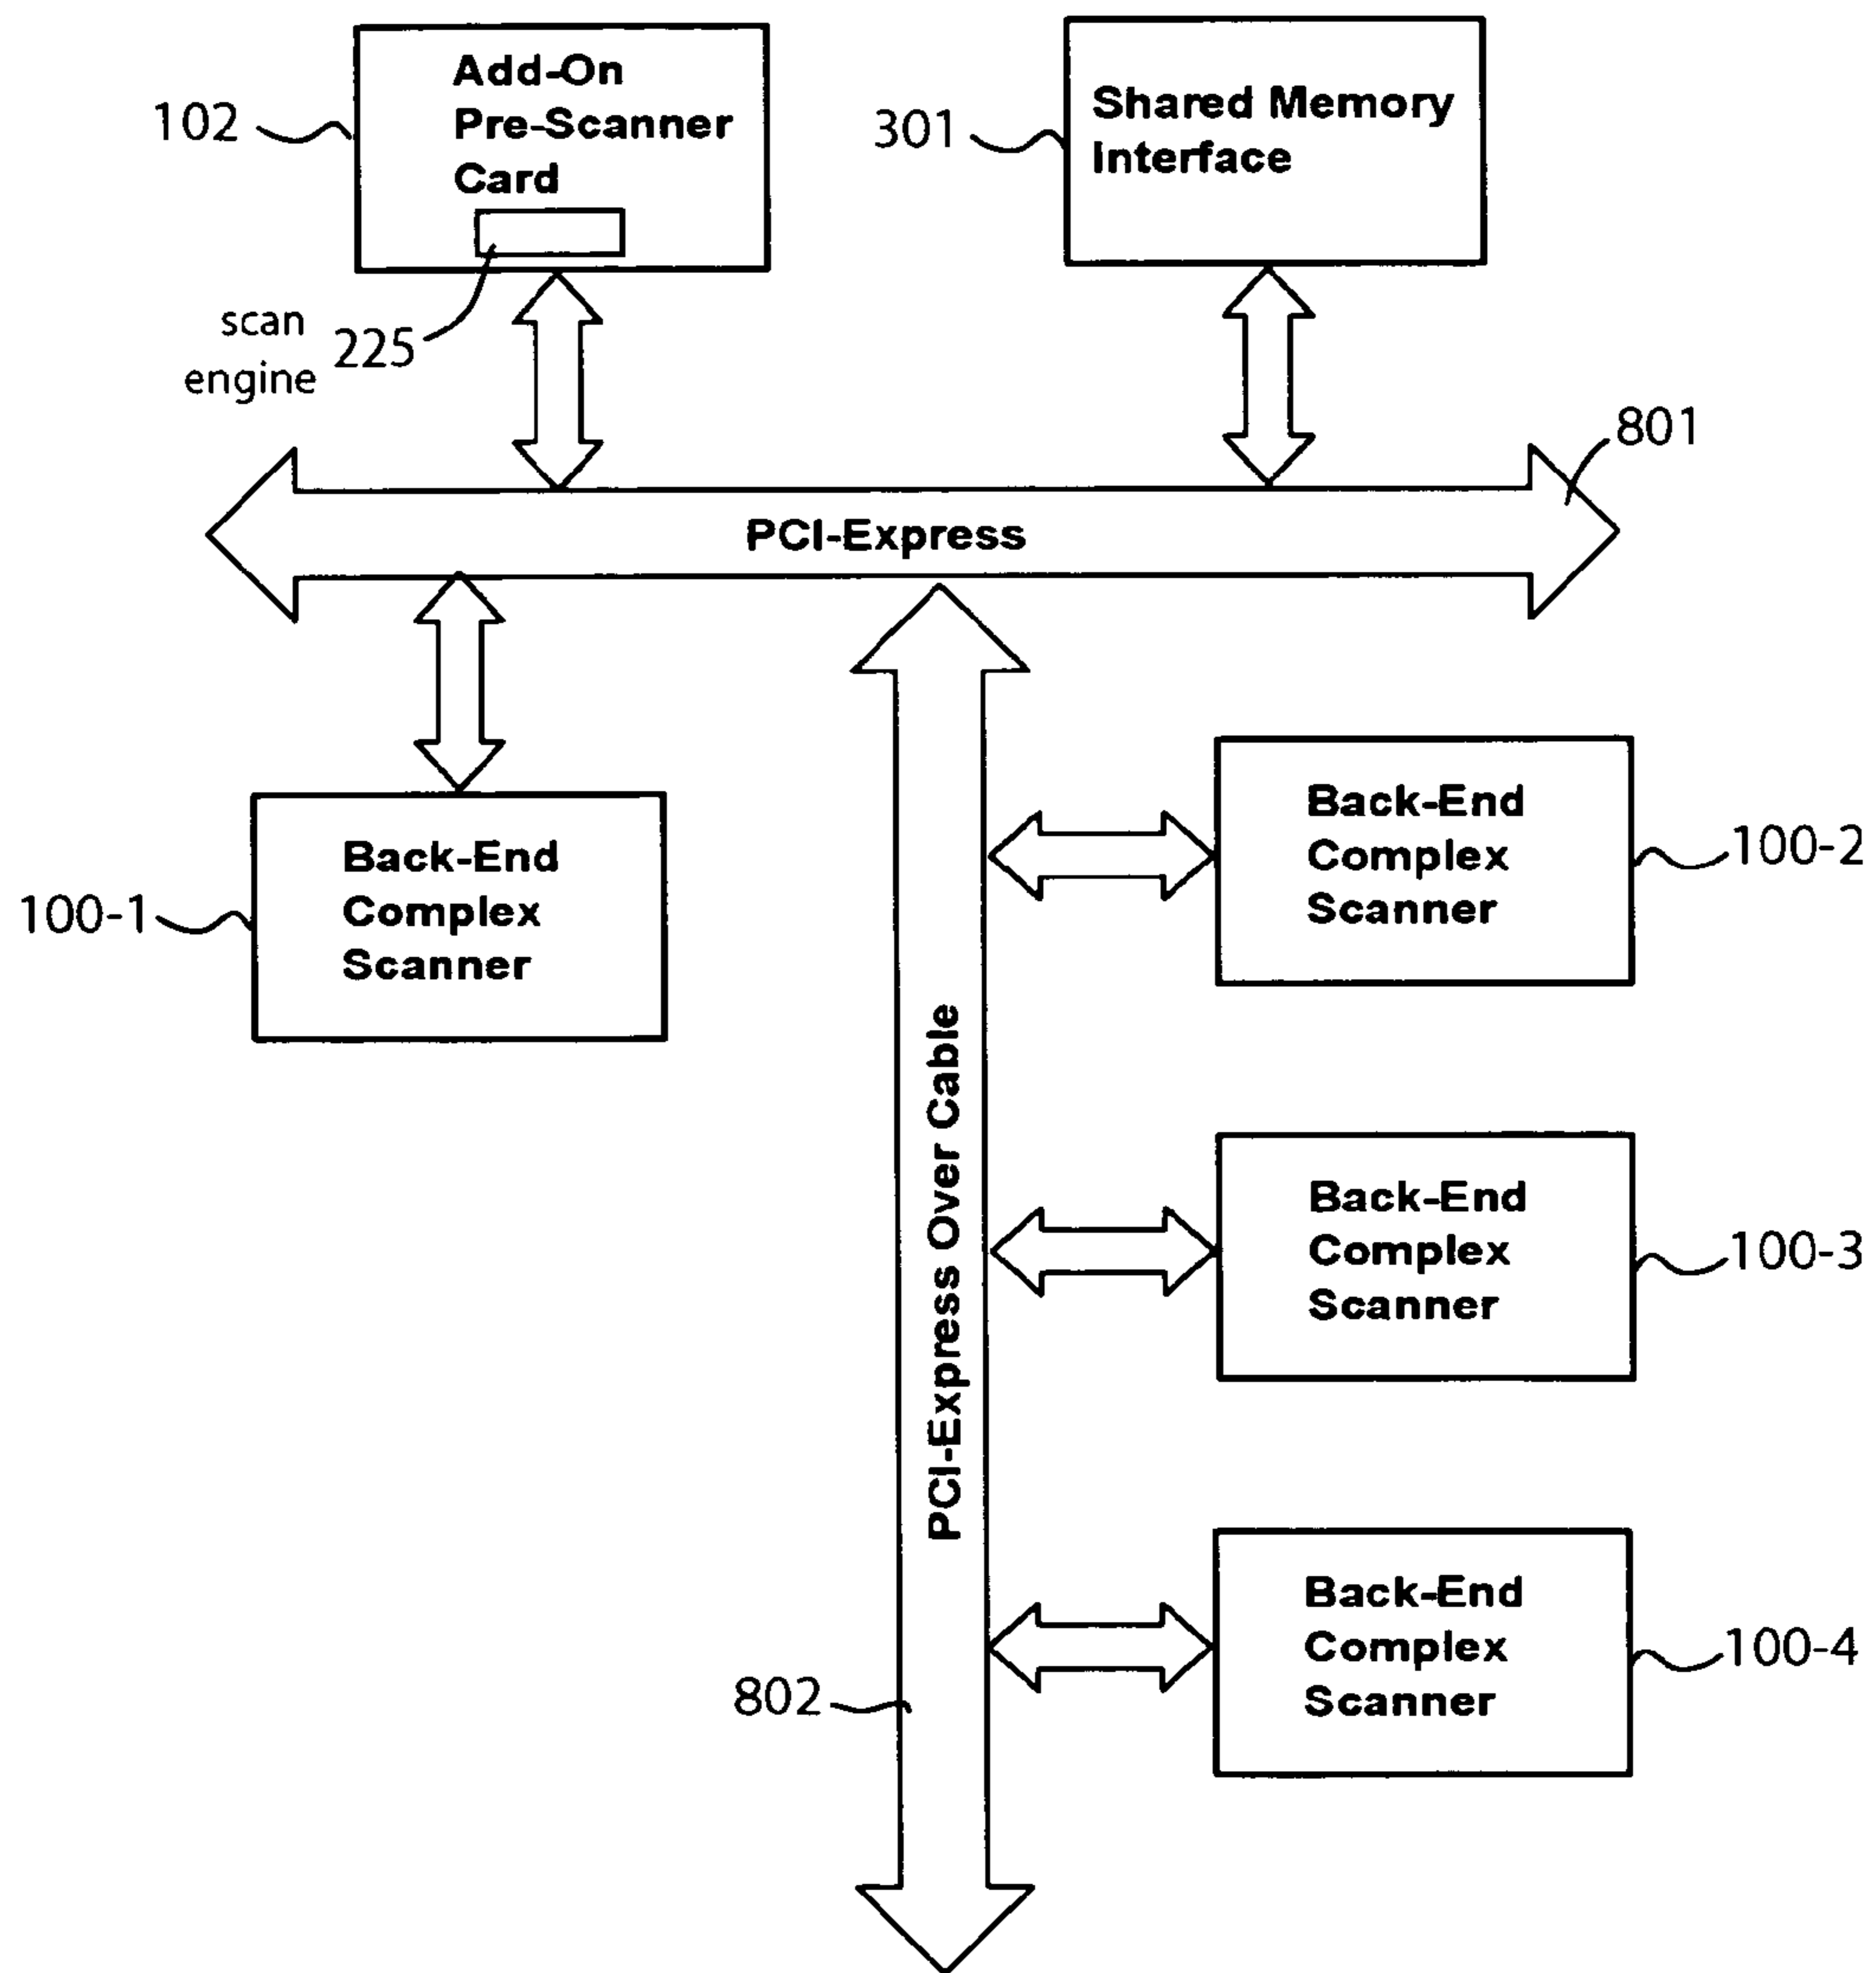 Add-On
Pre-Scanner
Card
102
Shared Memory
Interface
301
scan
engine
225
801
PCI-Express
Back-End
Complex
Scanner
100-1
Back-End
Complex
Scanner
100-2
PCI-Express Over Cable
Back-End
Complex
Scanner
100-3
Back-End
Complex
Scanner
100-4
802